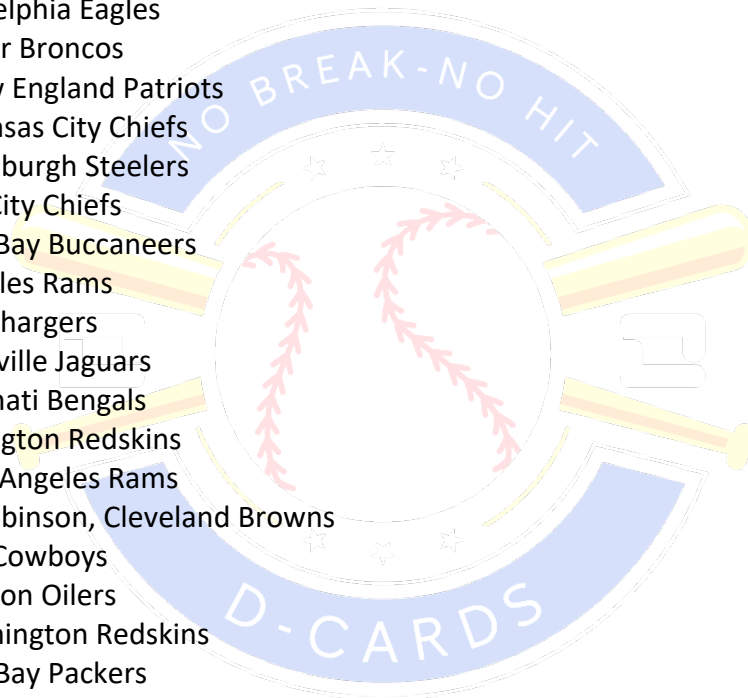 elphia Eagles
r Broncos
England Patriots
sas City Chiefs
burgh Steelers
City Chiefs
Bay Buccaneers
les Rams
hargers
ville Jaguars
nati Bengals
gton Redskins
Angeles Rams
binson, Cleveland Browns
Cowboys
on Oilers
ington Redskins
Bay Packers
NO BREAK-NO HIT
D-CARDS